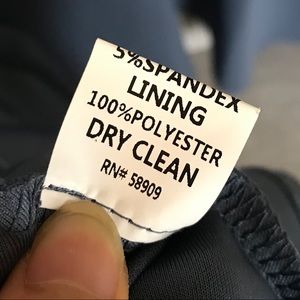 5%SPANDEX
LINING
100%POLYESTER
DRY CLEAN
RN# 58909